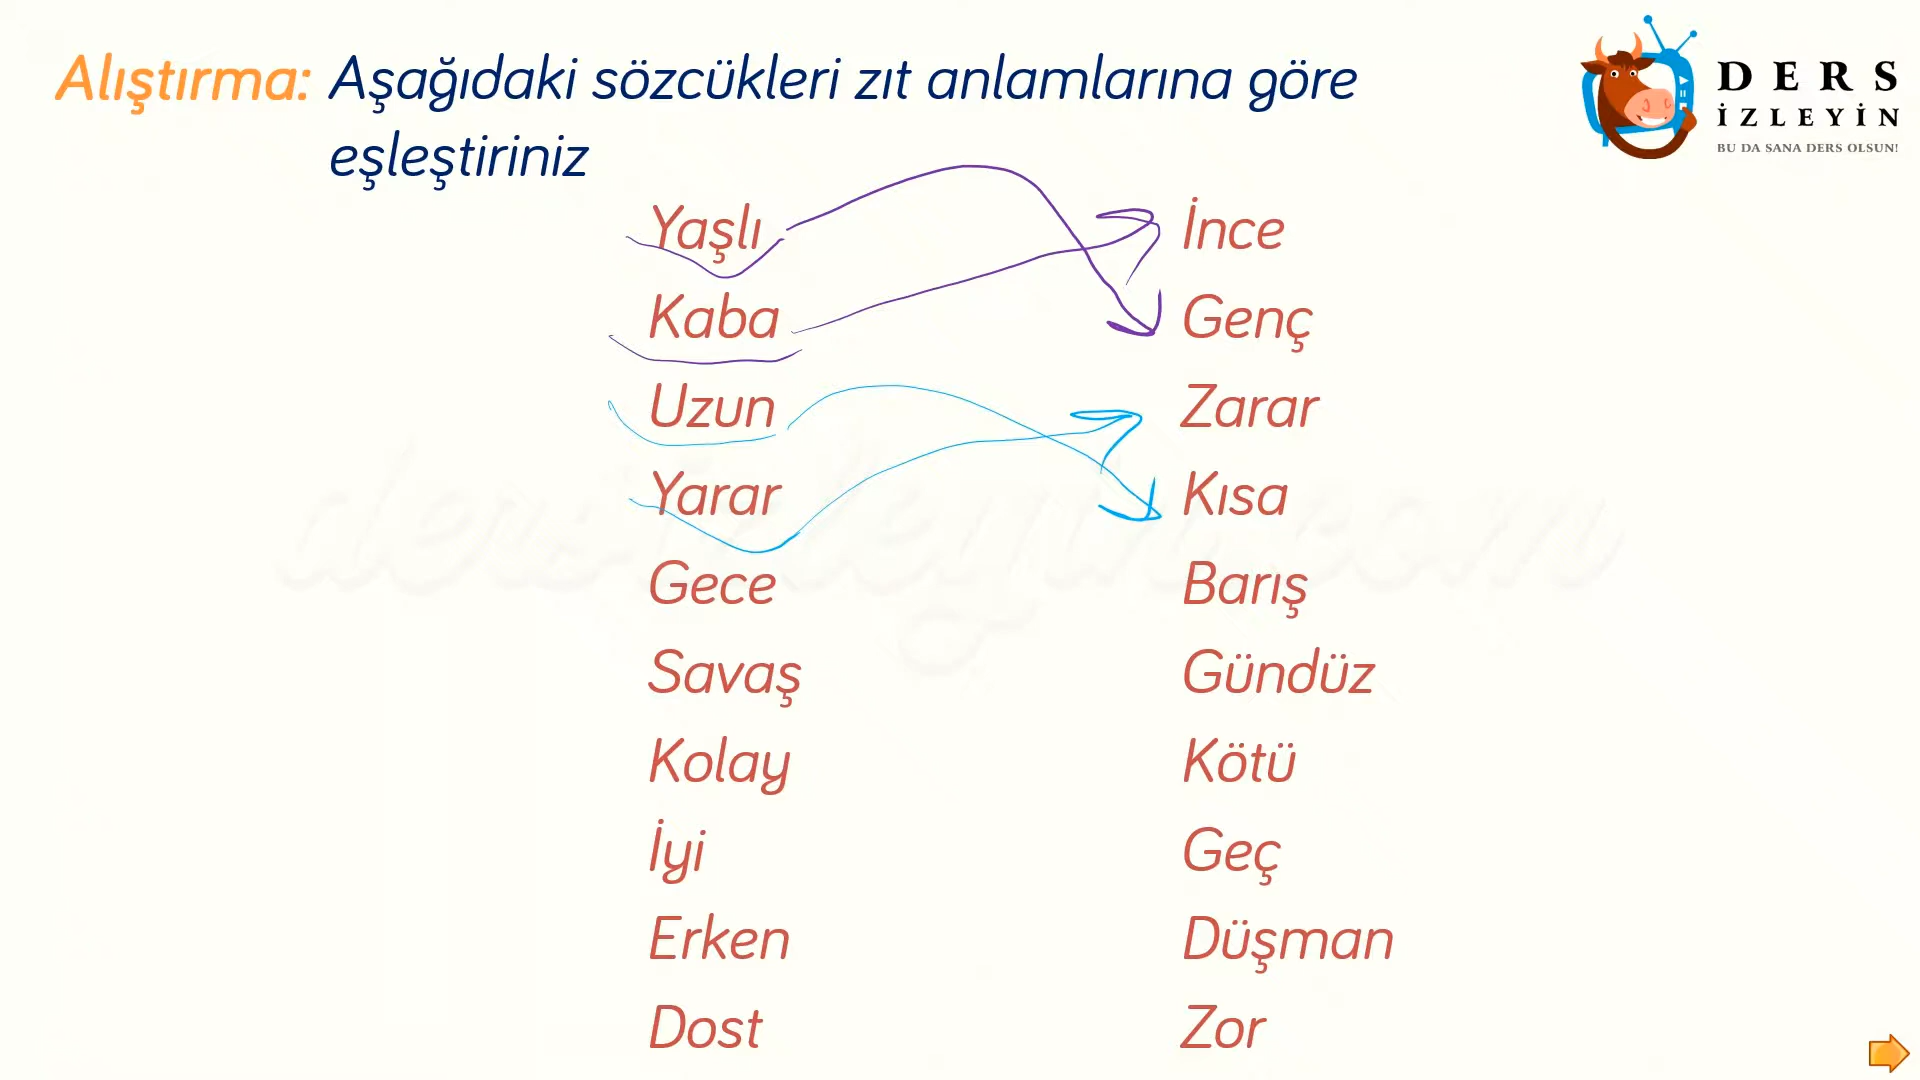 Alıştırma: Aşağıdaki sözcükleri zıt anlamlarına göre
eşleştiriniz
DERS
İZLEYİN
BU DA SANA DERS OLSUN!
Yaşlı İnce
Kaba Genç
Uzun Zarar
Yarar Kısa
Gece Barış
Savaş Gündüz
Kolay Kötü
İyi Geç
Erken Düşman
Dost Zor